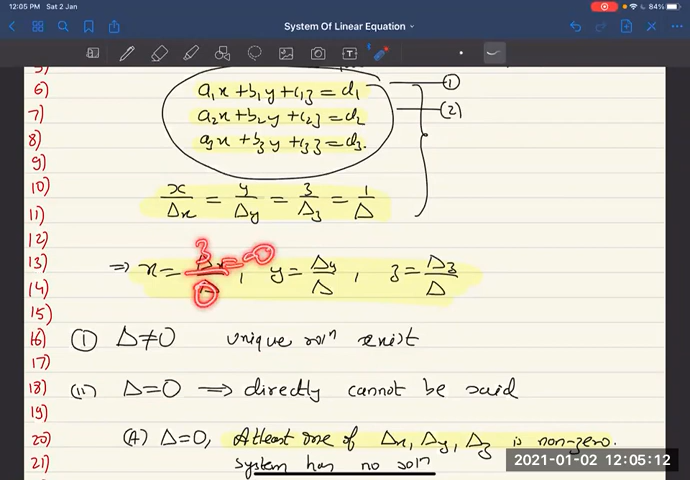 12:05 PM Sat 2 Jan
84%
System Of Linear Equation
5)
6) a₁x + b₁y + c₁z = d₁ ①
7) a₂x + b₂y + c₂z = d₂ (2)
8) a₃x + b₃y + c₃z = d₃.
9)
10) x y z 1
11) Δx = Δy = Δz = Δ
12)
3
13) ⇒ x = Δx = 0, y = Δy, z = Δz
14) 0 Δ Δ
15)
16) (I) Δ≠0 unique soln exist
17)
18) (II) Δ=0 ⟹ directly cannot be said
19)
20) (A) Δ=0, Atleast one of Δx, Δy, Δz is non-zero.
21) system has no soln
2021-01-02 12:05:12